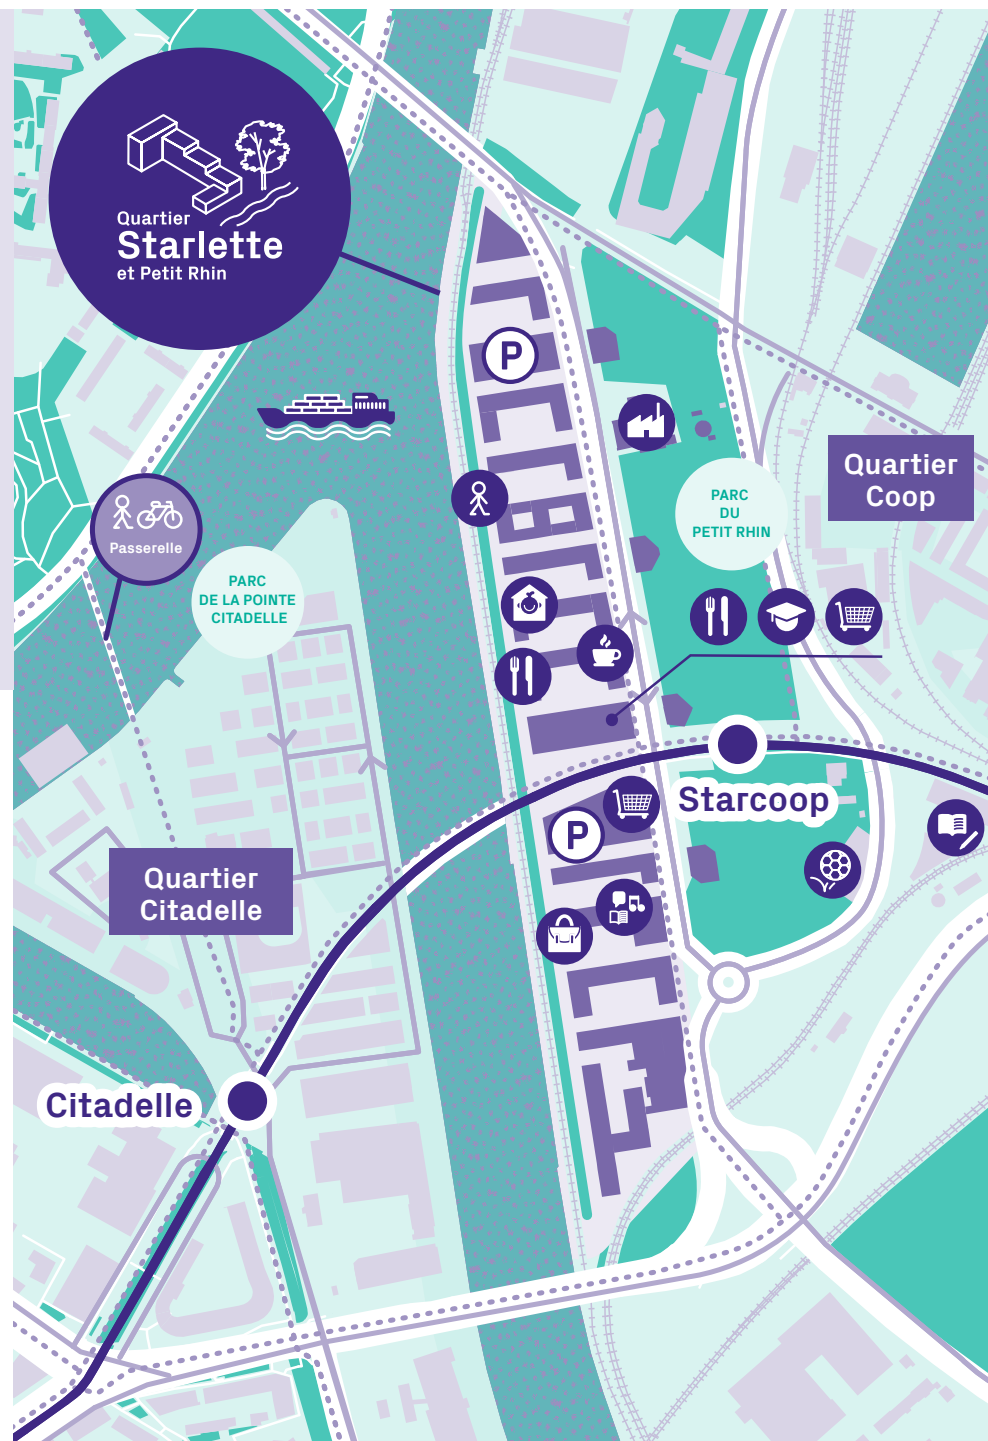 Quartier
Starlette
et Petit Rhin
P
Quartier
Coop
PARC
DU
PETIT RHIN
Passerelle
PARC
DE LA POINTE
CITADELLE
Starcoop
P
Quartier
Citadelle
Citadelle